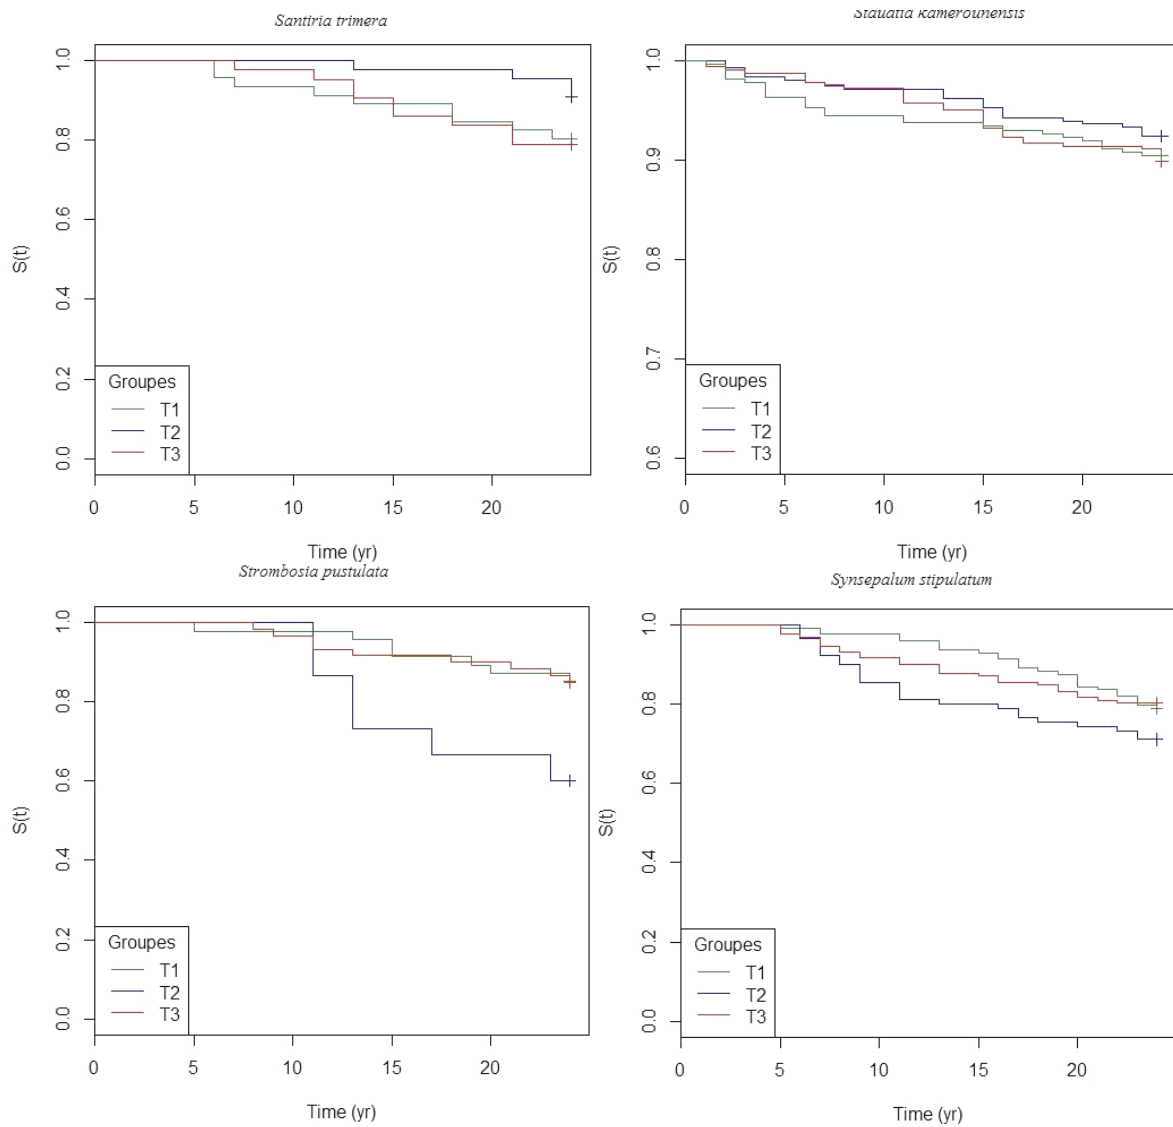 Santiria trimera
S(t)
1.0
0.8
0.6
0.4
0.2
0.0
Groupes
T1
T2
T3
0 5 10 15 20
Time (yr)
Staudtia kamerounensis
S(t)
1.0
0.9
0.8
0.7
0.6
Groupes
T1
T2
T3
0 5 10 15 20
Time (yr)
Strombosia pustulata
S(t)
1.0
0.8
0.6
0.4
0.2
0.0
Groupes
T1
T2
T3
0 5 10 15 20
Time (yr)
Synsepalum stipulatum
S(t)
1.0
0.8
0.6
0.4
0.2
0.0
Groupes
T1
T2
T3
0 5 10 15 20
Time (yr)